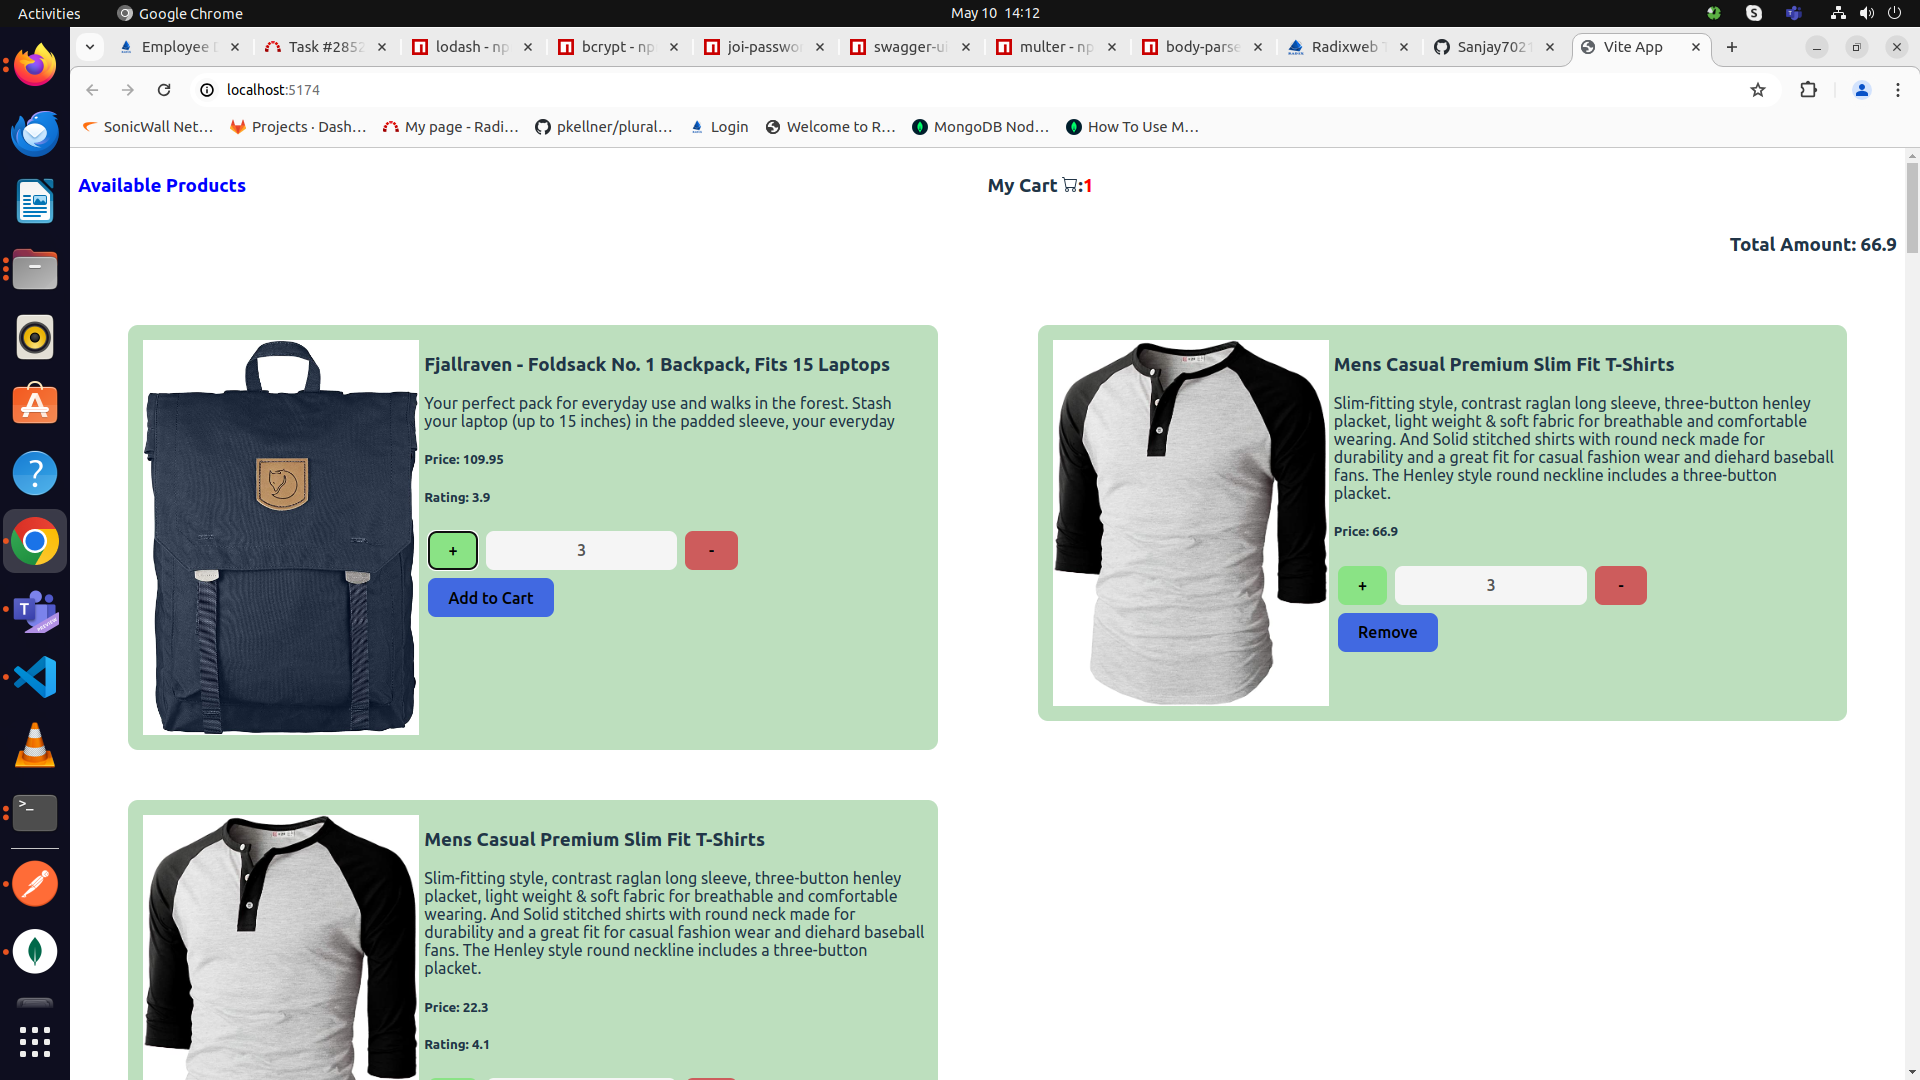 Activities
Google Chrome
May 10 14:12
Employee D
Task #2852
lodash - np
bcrypt - np
joi-passwo
swagger-ui
multer - np
body-parse
Radixweb T
Sanjay7021
Vite App
localhost:5174
SonicWall Net...
Projects · Dash...
My page - Radi...
pkellner/plural...
Login
Welcome to R...
MongoDB Nod...
How To Use M...
Available Products
My Cart :1
Total Amount: 66.9
Fjallraven - Foldsack No. 1 Backpack, Fits 15 Laptops
Your perfect pack for everyday use and walks in the forest. Stash
your laptop (up to 15 inches) in the padded sleeve, your everyday
Price: 109.95
Rating: 3.9
+ 3 -
Add to Cart
Mens Casual Premium Slim Fit T-Shirts
Slim-fitting style, contrast raglan long sleeve, three-button henley
placket, light weight & soft fabric for breathable and comfortable
wearing. And Solid stitched shirts with round neck made for
durability and a great fit for casual fashion wear and diehard baseball
fans. The Henley style round neckline includes a three-button
placket.
Price: 66.9
+ 3 -
Remove
Mens Casual Premium Slim Fit T-Shirts
Slim-fitting style, contrast raglan long sleeve, three-button henley
placket, light weight & soft fabric for breathable and comfortable
wearing. And Solid stitched shirts with round neck made for
durability and a great fit for casual fashion wear and diehard baseball
fans. The Henley style round neckline includes a three-button
placket.
Price: 22.3
Rating: 4.1